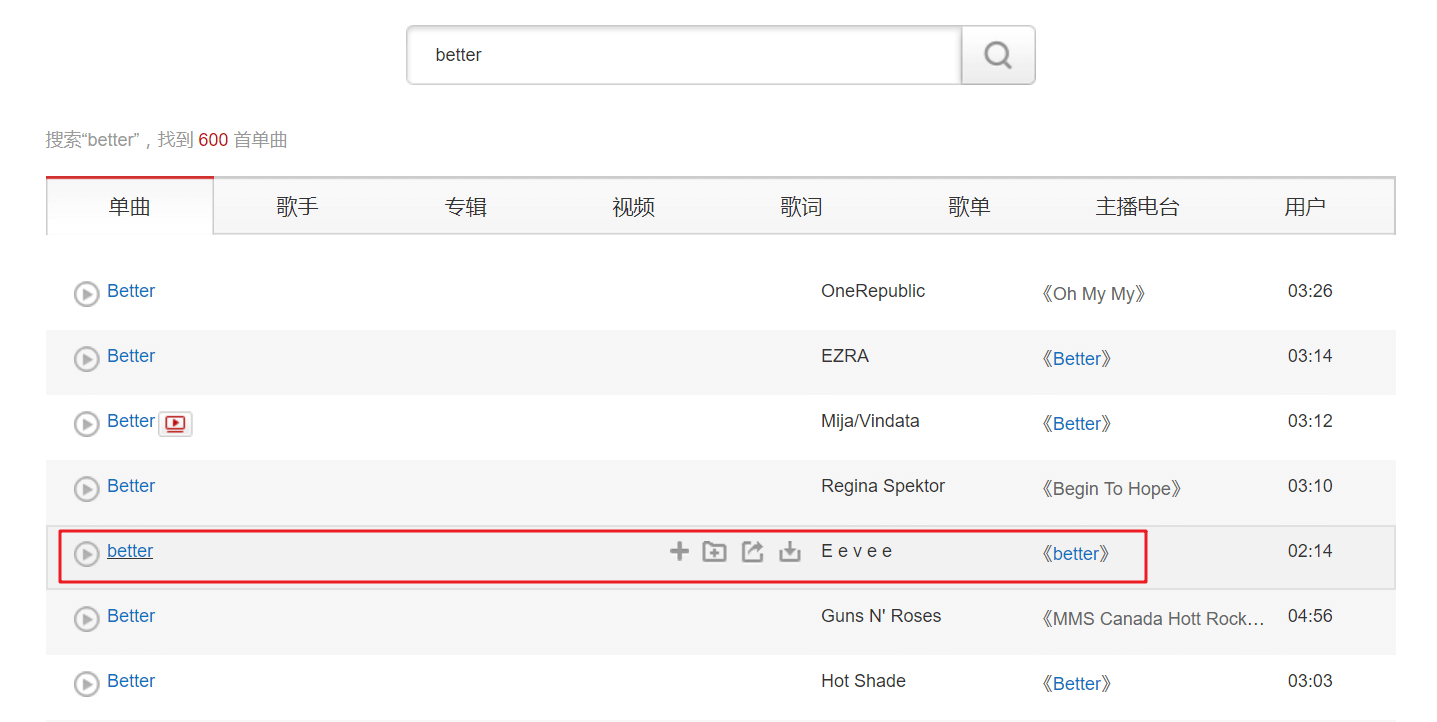 better
搜索“better”，找到 600 首单曲
单曲 歌手 专辑 视频 歌词 歌单 主播电台 用户
Better OneRepublic 《Oh My My》 03:26
Better EZRA 《Better》 03:14
Better Mija/Vindata 《Better》 03:12
Better Regina Spektor 《Begin To Hope》 03:10
better E e v e e 《better》 02:14
Better Guns N' Roses 《MMS Canada Hott Rock… 04:56
Better Hot Shade 《Better》 03:03